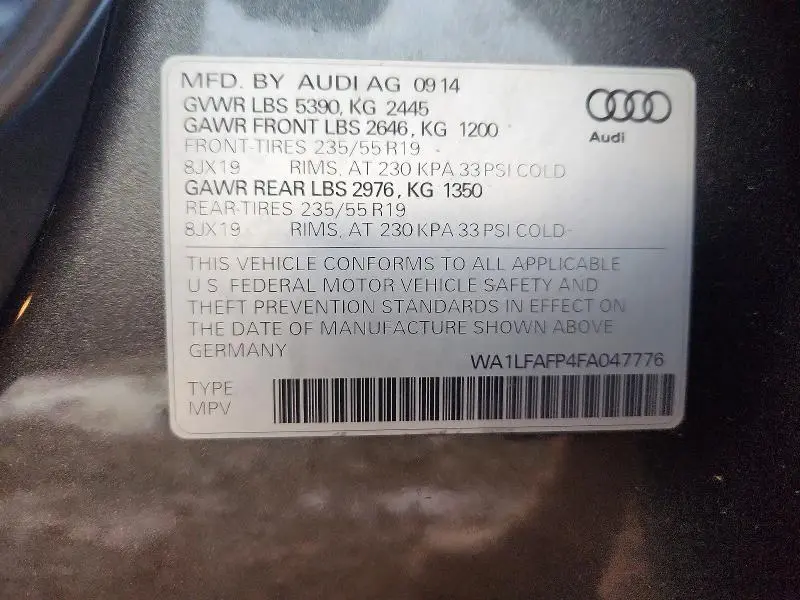 MFD. BY AUDI AG 09 14
GVWR LBS 5390, KG 2445
GAWR FRONT LBS 2646, KG 1200
FRONT-TIRES 235/55 R19
8JX19 RIMS, AT 230 KPA 33 PSI COLD
GAWR REAR LBS 2976, KG 1350
REAR-TIRES 235/55 R19
8JX19 RIMS, AT 230 KPA 33 PSI COLD
Audi
THIS VEHICLE CONFORMS TO ALL APPLICABLE
U.S. FEDERAL MOTOR VEHICLE SAFETY AND
THEFT PREVENTION STANDARDS IN EFFECT ON
THE DATE OF MANUFACTURE SHOWN ABOVE
GERMANY
WA1LFAFP4FA047776
TYPE
MPV